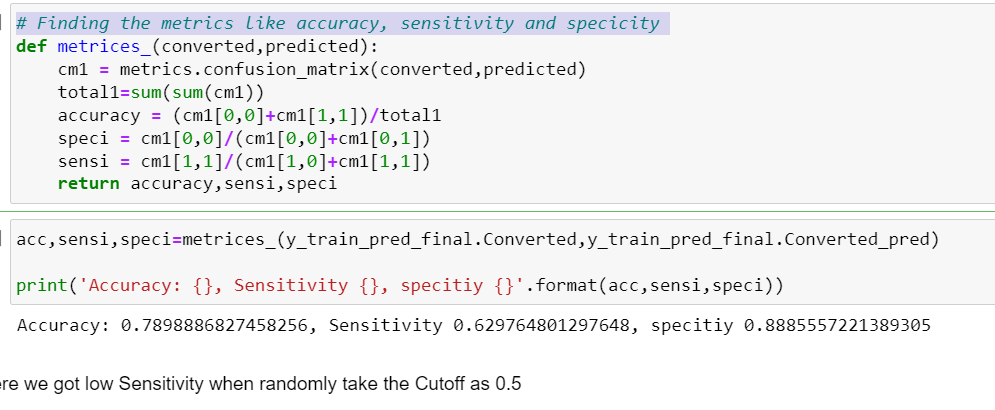 # Finding the metrics like accuracy, sensitivity and specicity
def metrices_(converted,predicted):
    cm1 = metrics.confusion_matrix(converted,predicted)
    total1=sum(sum(cm1))
    accuracy = (cm1[0,0]+cm1[1,1])/total1
    speci = cm1[0,0]/(cm1[0,0]+cm1[0,1])
    sensi = cm1[1,1]/(cm1[1,0]+cm1[1,1])
    return accuracy,sensi,speci
acc,sensi,speci=metrices_(y_train_pred_final.Converted,y_train_pred_final.Converted_pred)
print('Accuracy: {}, Sensitivity {}, specitiy {}'.format(acc,sensi,speci))
Accuracy: 0.7898886827458256, Sensitivity 0.629764801297648, specitiy 0.8885557221389305
we got low Sensitivity when randomly take the Cutoff as 0.5